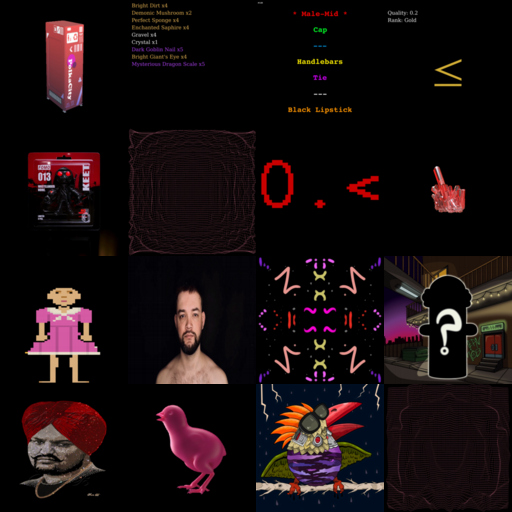 Bright Dirt x4
Demonic Mushroom x2
Perfect Sponge x4
Enchanted Saphire x4
Gravel x4
Crystal x1
Dark Goblin Nail x5
Bright Giant's Eye x4
Mysterious Dragon Scale x5
* Male-Mid *
Cap
---
Handlebars
Tie
---
Black Lipstick
Quality: 0.2
Rank: Gold
≤
013
KEET
0.<
?